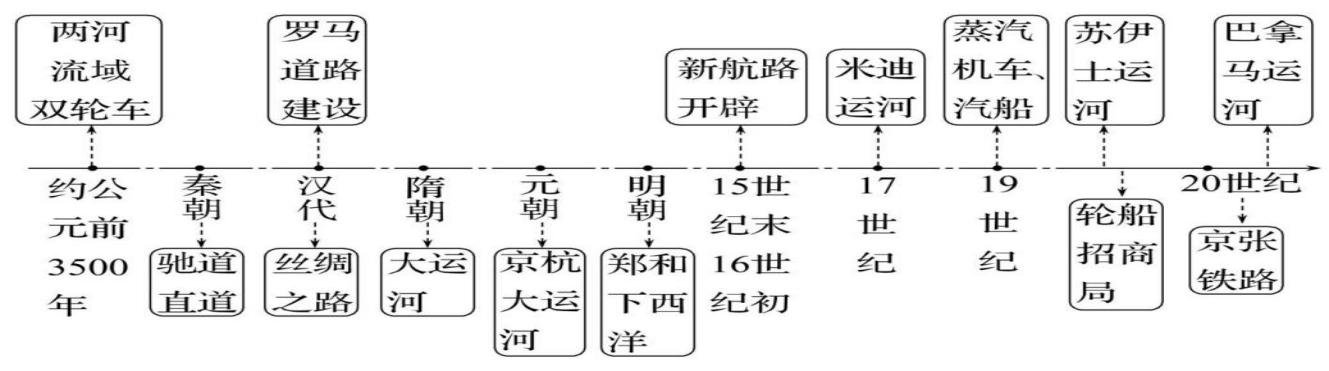 两河
流域
双轮车
罗马
道路
建设
新航路
开辟
米迪
运河
蒸汽
机车、
汽船
苏伊
士运
河
巴拿
马运
河
约公
元前
3500
年
秦
朝
汉
代
隋
朝
元
朝
明
朝
15世
纪末
16世
纪初
17
世
纪
19
世
纪
20世纪
驰道
直道
丝绸
之路
大运
河
京杭
大运
河
郑和
下西
洋
轮船
招商
局
京张
铁路